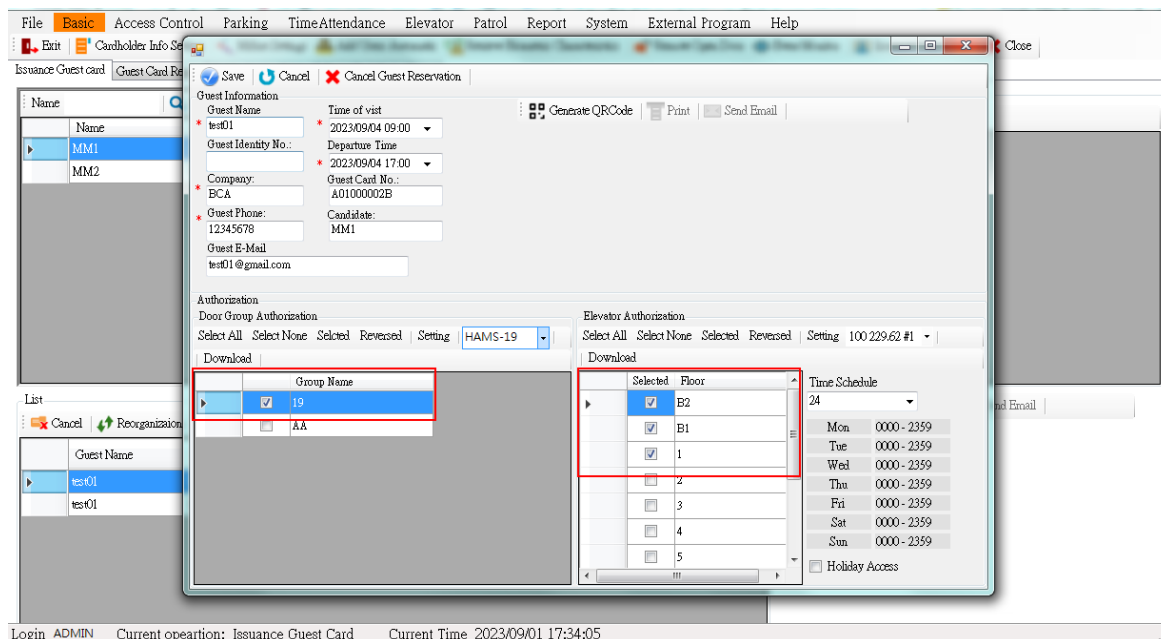 File Basic Access Control Parking TimeAttendance Elevator Patrol Report System External Program Help
Exit Cardholder Info Se Close
Issuance Guest card Guest Card Re
Name
Name
MM1
MM2
List
Cancel Reorganizaion
Guest Name
test01
test01
Save Cancel Cancel Guest Reservation
Guest Information
Guest Name Time of vist
* test01 * 2023/09/04 09:00
Generate QRCode Print Send Email
Guest Identity No.: Departure Time
* 2023/09/04 17:00
Company: Guest Card No.:
* BCA A01000002B
* Guest Phone: Candidate:
12345678 MM1
Guest E-Mail
test01@gmail.com
Authorization
Door Group Authorization
Select All Select None Selcted Reversed Setting HAMS-19
Download
Group Name
19
AA
Elevator Authorization
Select All Select None Selected Reversed Setting 100 229.62 #1
Download
Selected Floor
B2
B1
1
2
3
4
5
Time Schedule
24
Mon 0000 - 2359
Tue 0000 - 2359
Wed 0000 - 2359
Thu 0000 - 2359
Fri 0000 - 2359
Sat 0000 - 2359
Sun 0000 - 2359
Holiday Access
nd Email
Login ADMIN Current opeartion: Issuance Guest Card Current Time 2023/09/01 17:34:05